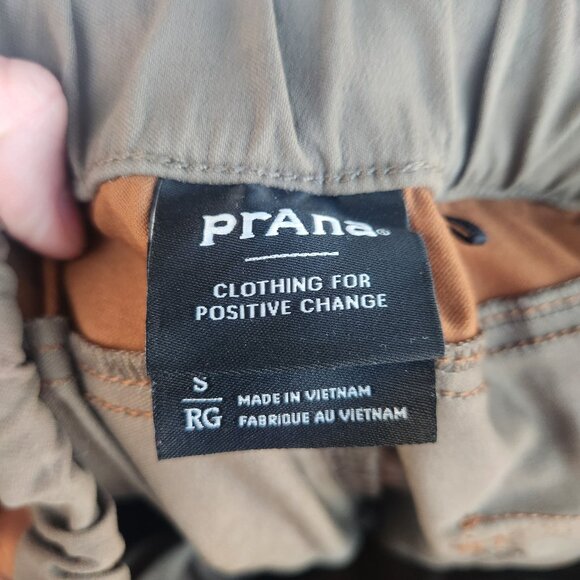 prAna®
CLOTHING FOR
POSITIVE CHANGE
S
RG
MADE IN VIETNAM
FABRIQUE AU VIETNAM